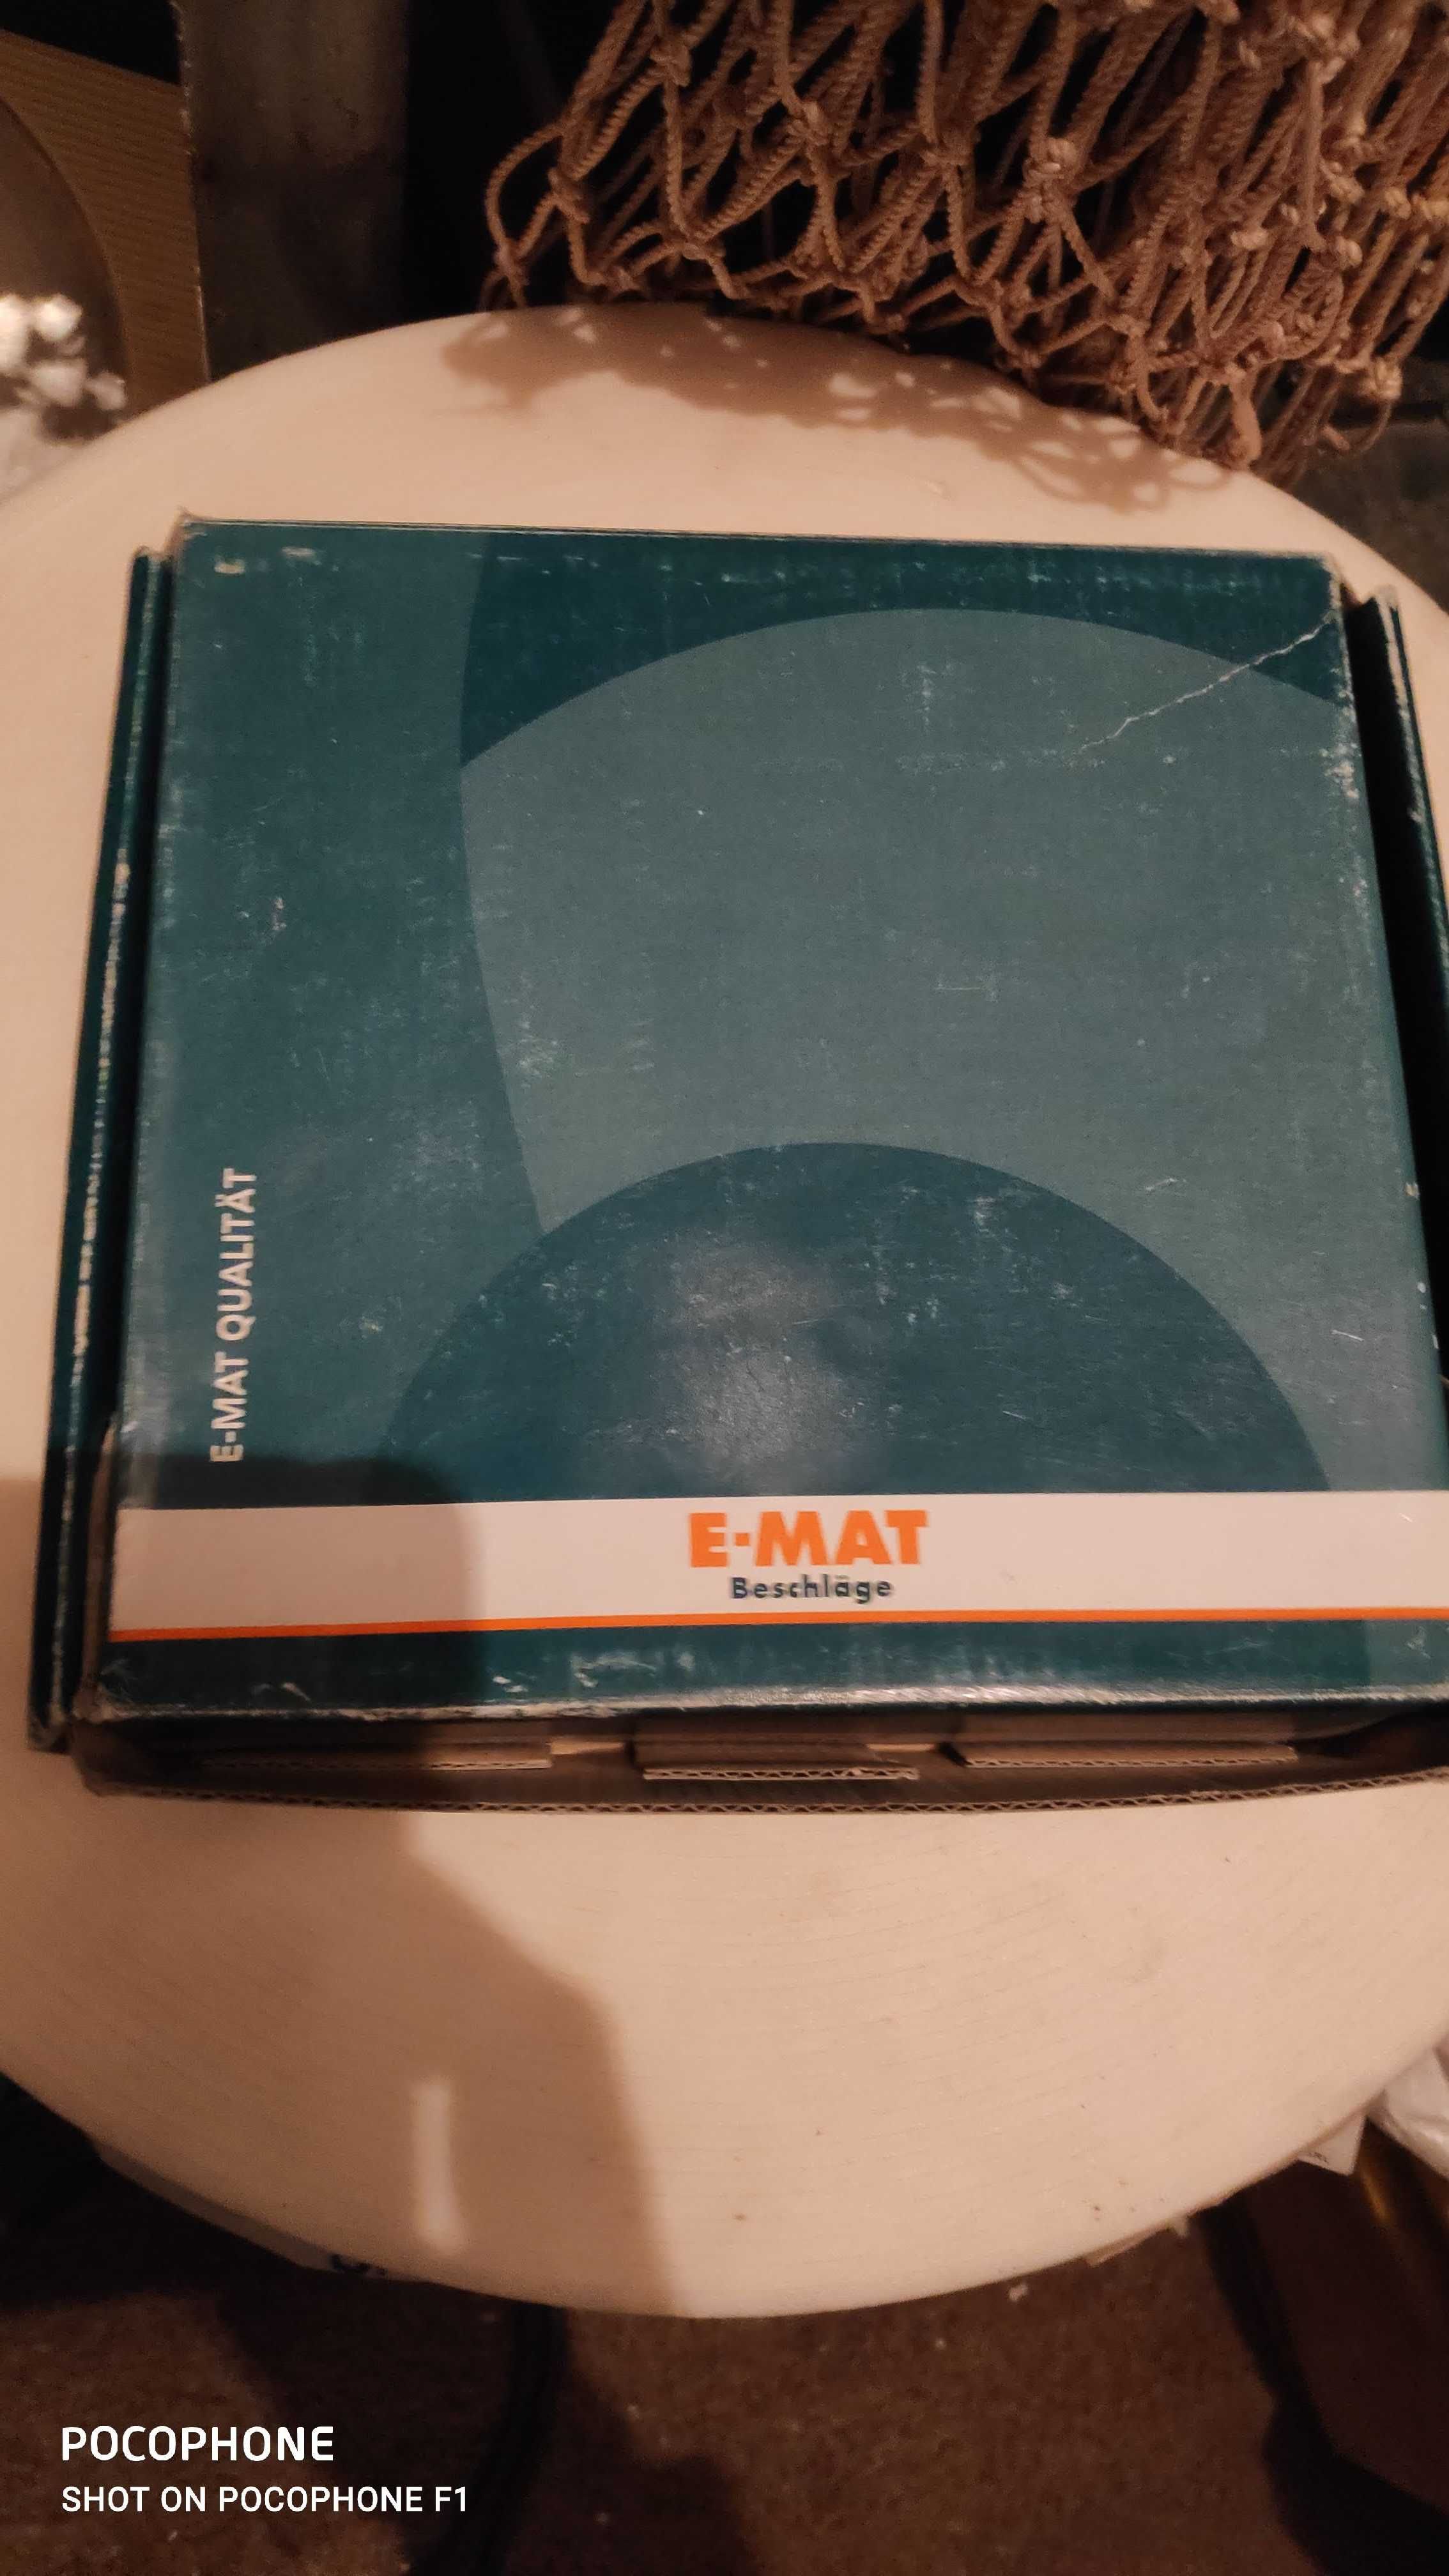 E-MAT QUALITÄT
E·MAT
Beschläge
POCOPHONE
SHOT ON POCOPHONE F1